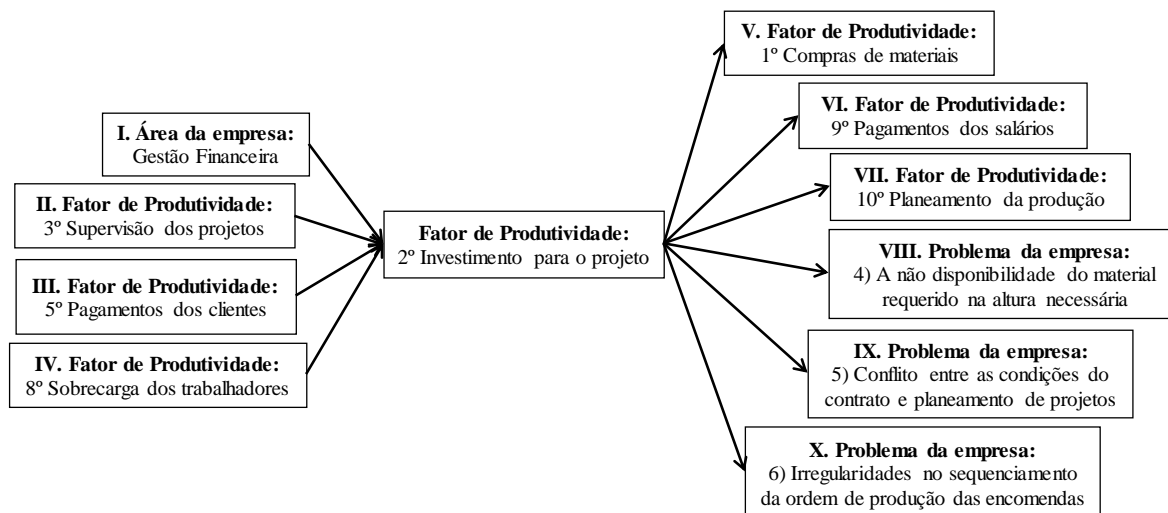 I. Área da empresa:
Gestão Financeira
II. Fator de Produtividade:
3º Supervisão dos projetos
III. Fator de Produtividade:
5º Pagamentos dos clientes
IV. Fator de Produtividade:
8º Sobrecarga dos trabalhadores
Fator de Produtividade:
2º Investimento para o projeto
V. Fator de Produtividade:
1º Compras de materiais
VI. Fator de Produtividade:
9º Pagamentos dos salários
VII. Fator de Produtividade:
10º Planeamento da produção
VIII. Problema da empresa:
4) A não disponibilidade do material
requerido na altura necessária
IX. Problema da empresa:
5) Conflito entre as condições do
contrato e planeamento de projetos
X. Problema da empresa:
6) Irregularidades no sequenciamento
da ordem de produção das encomendas